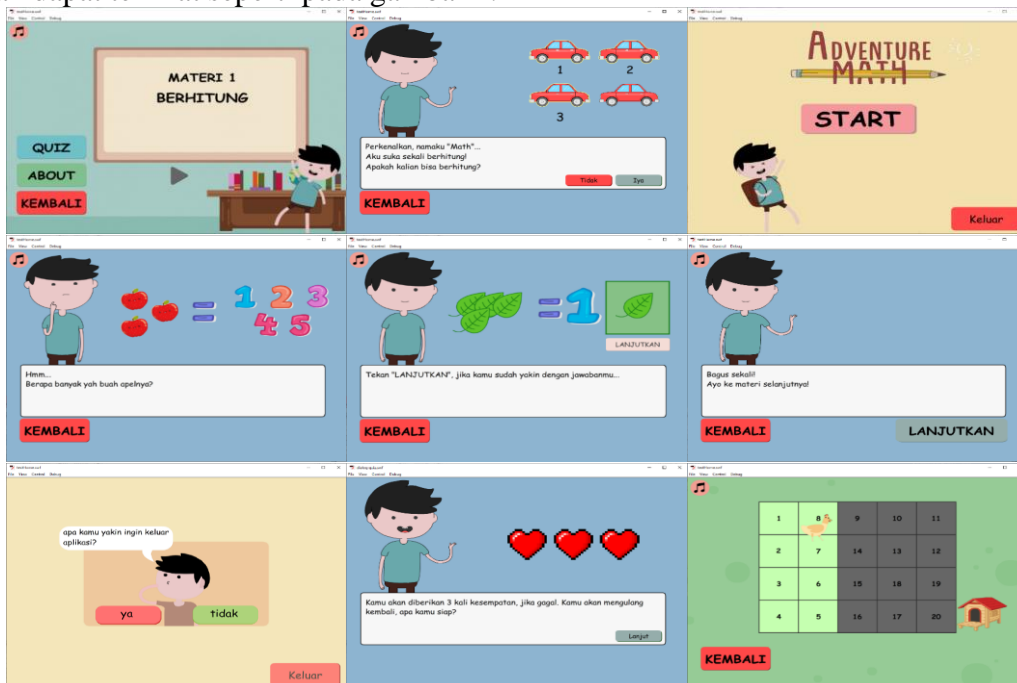 MATERI 1
BERHITUNG
QUIZ
ABOUT
KEMBALI
1 2
3
Perkenalkan, namaku "Math"...
Aku suka sekali berhitung!
Apakah kalian bisa berhitung?
Tidak Iya
KEMBALI
ADVENTURE
MATH
START
Keluar
= 1 2 3
4 5
Hmm...
Berapa banyak yah buah apelnya?
KEMBALI
= 1
LANJUTKAN
Tekan "LANJUTKAN", jika kamu sudah yakin dengan jawabanmu...
KEMBALI
Bagus sekali!
Ayo ke materi selanjutnya!
KEMBALI LANJUTKAN
apa kamu yakin ingin keluar
aplikasi?
ya tidak
Keluar
Kamu akan diberikan 3 kali kesempatan, jika gagal. Kamu akan mengulang
kembali, apa kamu siap?
Lanjut
1 8 9 10 11
2 7 14 13 12
3 6 15 18 19
4 5 16 17 20
KEMBALI